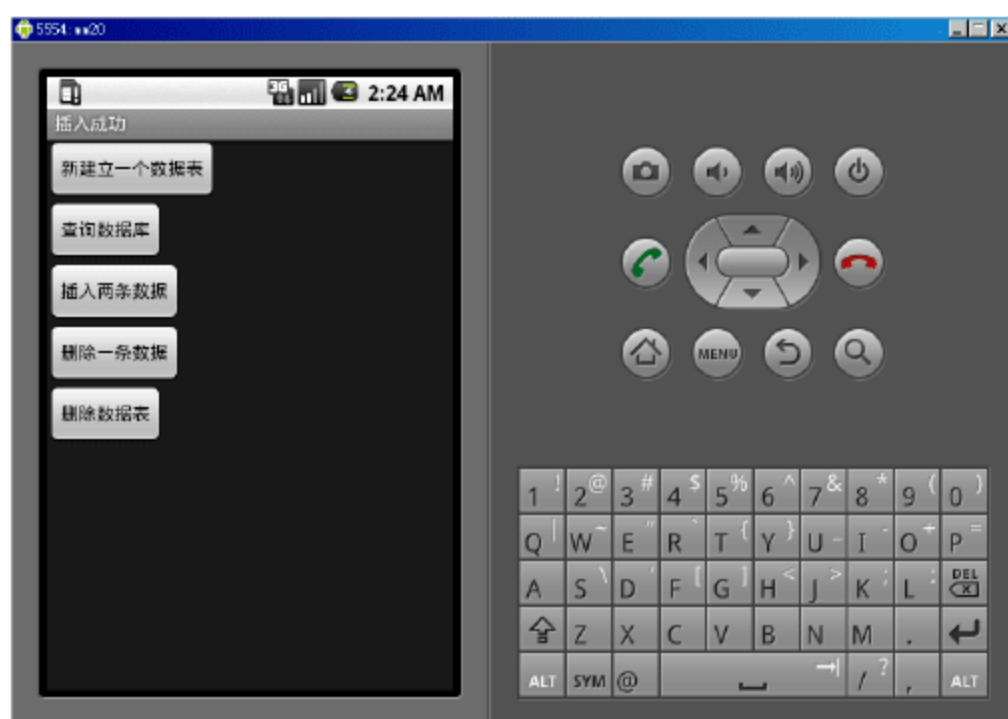 5554: mm20
2:24 AM
插入成功
新建立一个数据表
查询数据库
插入两条数据
删除一条数据
删除数据表
MENU
1 ! 2 @ 3 # 4 $ 5 % 6 ^ 7 & 8 * 9 ( 0 )
Q | W ~ E " R ` T { Y } U _ I - O + P =
A S \ D ' F [ G ] H < J > K ; L : DEL
Z X C V B N M .
ALT SYM @ / ? , ALT